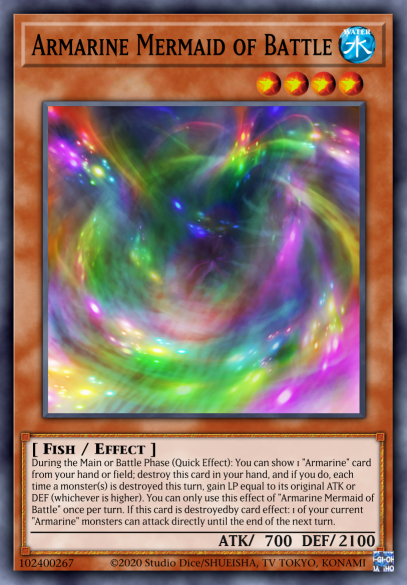 ARMARINE MERMAID OF BATTLE
WATER
水
[ FISH / EFFECT ]
During the Main or Battle Phase (Quick Effect): You can show 1 "Armarine" card
from your hand or field; destroy this card in your hand, and if you do, each
time a monster(s) is destroyed this turn, gain LP equal to its original ATK or
DEF (whichever is higher). You can only use this effect of "Armarine Mermaid of
Battle" once per turn. If this card is destroyedby card effect: 1 of your current
"Armarine" monsters can attack directly until the end of the next turn.
ATK/ 700 DEF/ 2100
102400267 ©2020 Studio Dice/SHUEISHA, TV TOKYO, KONAMI